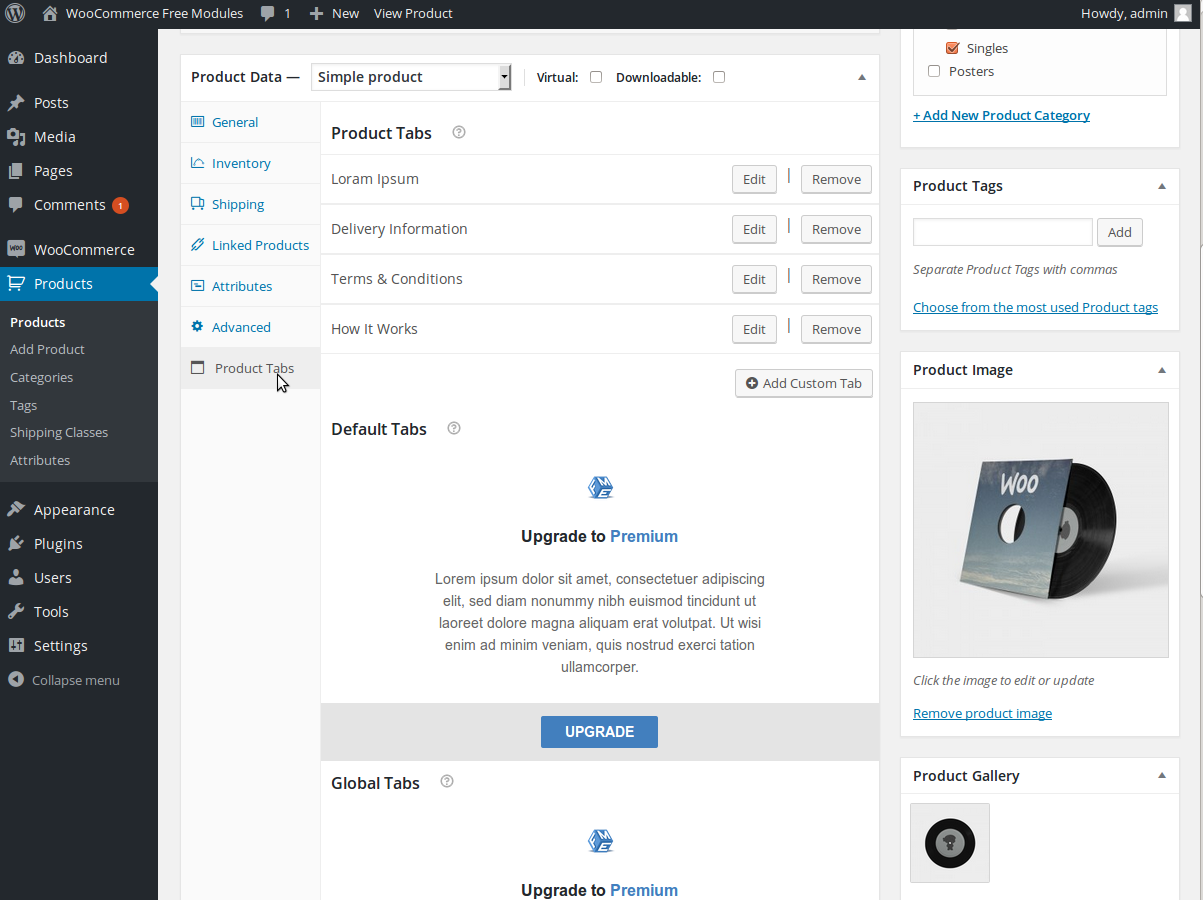 WooCommerce Free Modules 1 New View Product Howdy, admin
Dashboard
Posts
Media
Pages
Comments 1
WooCommerce
Products
Products
Add Product
Categories
Tags
Shipping Classes
Attributes
Appearance
Plugins
Users
Tools
Settings
Collapse menu
Product Data — Simple product Virtual: Downloadable:
General
Inventory
Shipping
Linked Products
Attributes
Advanced
Product Tabs
Product Tabs ?
Loram Ipsum Edit | Remove
Delivery Information Edit | Remove
Terms & Conditions Edit | Remove
How It Works Edit | Remove
Add Custom Tab
Default Tabs ?
FME
Upgrade to Premium
Lorem ipsum dolor sit amet, consectetuer adipiscing
elit, sed diam nonummy nibh euismod tincidunt ut
laoreet dolore magna aliquam erat volutpat. Ut wisi
enim ad minim veniam, quis nostrud exerci tation
ullamcorper.
UPGRADE
Global Tabs ?
FME
Upgrade to Premium
Singles
Posters
+ Add New Product Category
Product Tags
Add
Separate Product Tags with commas
Choose from the most used Product tags
Product Image
WOO
Click the image to edit or update
Remove product image
Product Gallery